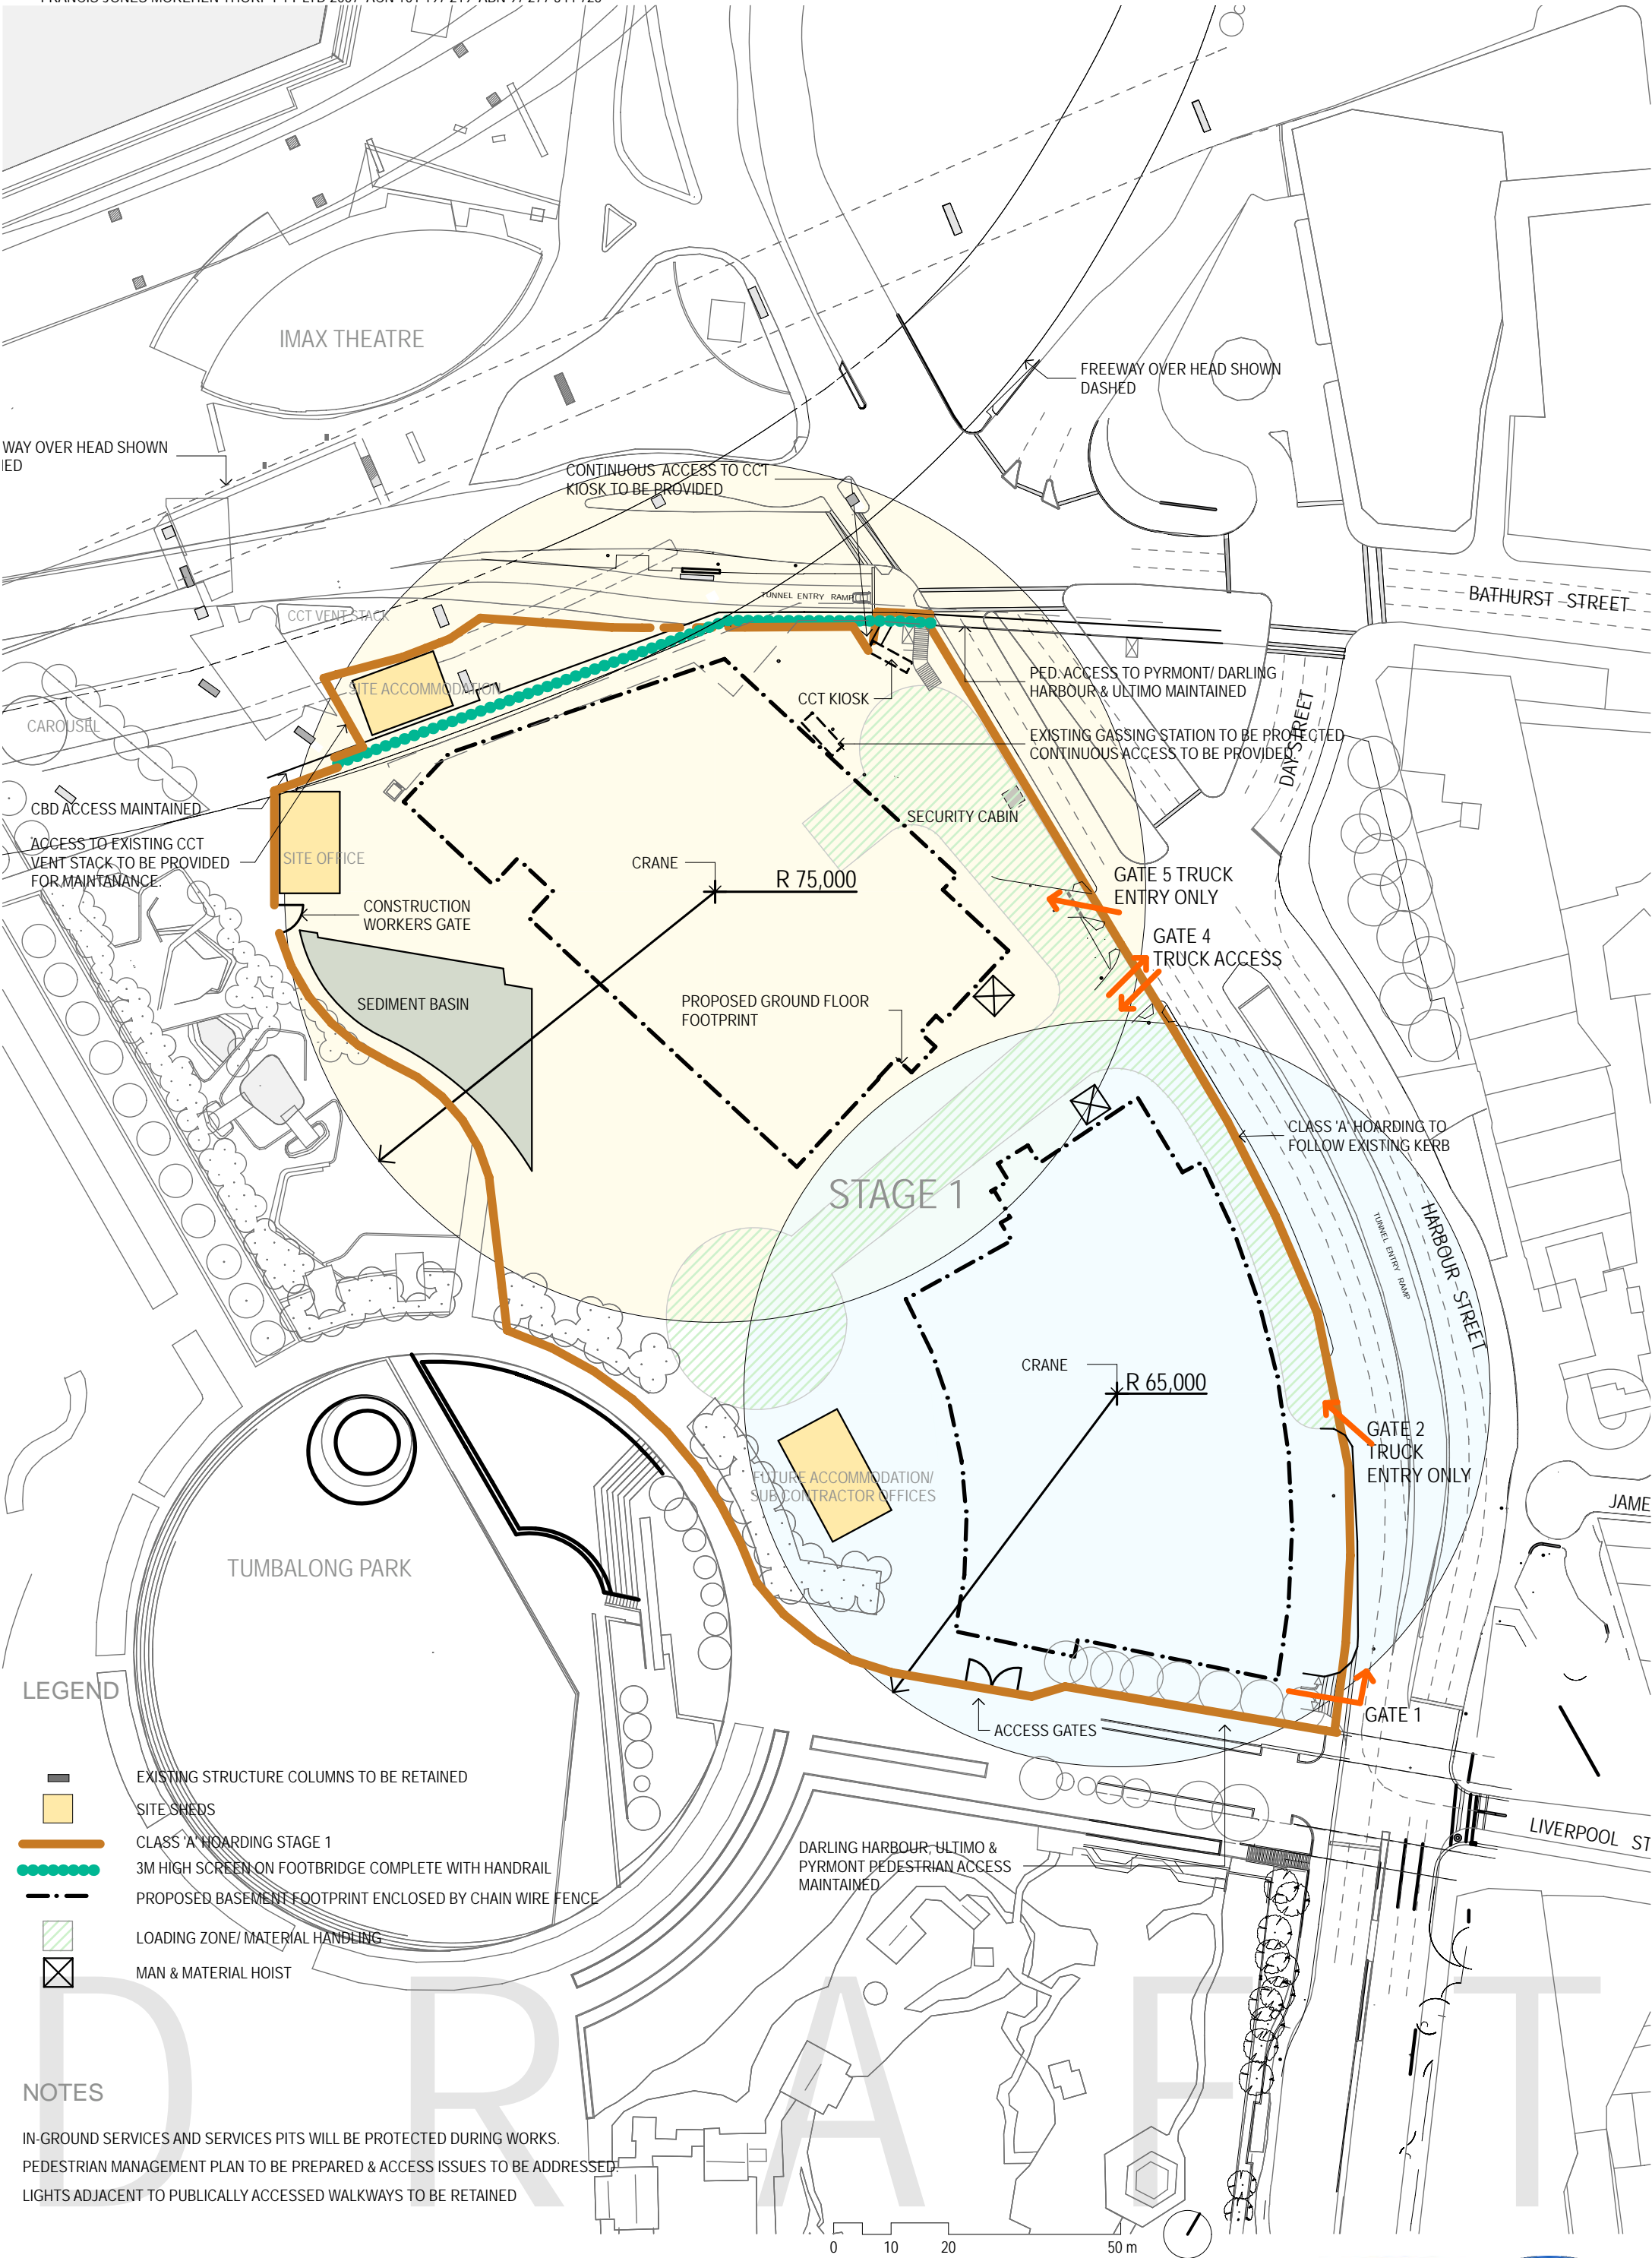 IMAX THEATRE
FREEWAY OVER HEAD SHOWN
DASHED
WAY OVER HEAD SHOWN
CONTINUOUS ACCESS TO CCT
KIOSK TO BE PROVIDED
TUNNEL ENTRY RAMP
BATHURST STREET
CCT VENT STACK
SITE ACCOMMODATION
PED. ACCESS TO PYRMONT/ DARLING
HARBOUR & ULTIMO MAINTAINED
CCT KIOSK
CAROUSEL
EXISTING GASSING STATION TO BE PROTECTED
CONTINUOUS ACCESS TO BE PROVIDED
DAY STREET
CBD ACCESS MAINTAINED
SECURITY CABIN
ACCESS TO EXISTING CCT
VENT STACK TO BE PROVIDED
FOR MAINTANANCE.
SITE OFFICE
CRANE
R 75,000
GATE 5 TRUCK
ENTRY ONLY
CONSTRUCTION
WORKERS GATE
GATE 4
TRUCK ACCESS
SEDIMENT BASIN
PROPOSED GROUND FLOOR
FOOTPRINT
CLASS 'A' HOARDING TO
FOLLOW EXISTING KERB
STAGE 1
TUNNEL ENTRY RAMP
HARBOUR STREET
CRANE
R 65,000
GATE 2
TRUCK
ENTRY ONLY
FUTURE ACCOMMODATION/
SUB CONTRACTOR OFFICES
JAME
TUMBALONG PARK
GATE 1
ACCESS GATES
LIVERPOOL ST
DARLING HARBOUR, ULTIMO &
PYRMONT PEDESTRIAN ACCESS
MAINTAINED
LEGEND
EXISTING STRUCTURE COLUMNS TO BE RETAINED
SITE SHEDS
CLASS 'A' HOARDING STAGE 1
3M HIGH SCREEN ON FOOTBRIDGE COMPLETE WITH HANDRAIL
PROPOSED BASEMENT FOOTPRINT ENCLOSED BY CHAIN WIRE FENCE
LOADING ZONE/ MATERIAL HANDLING
MAN & MATERIAL HOIST
DRAFT
NOTES
IN-GROUND SERVICES AND SERVICES PITS WILL BE PROTECTED DURING WORKS.
PEDESTRIAN MANAGEMENT PLAN TO BE PREPARED & ACCESS ISSUES TO BE ADDRESSED.
LIGHTS ADJACENT TO PUBLICALLY ACCESSED WALKWAYS TO BE RETAINED
0 10 20 50 m